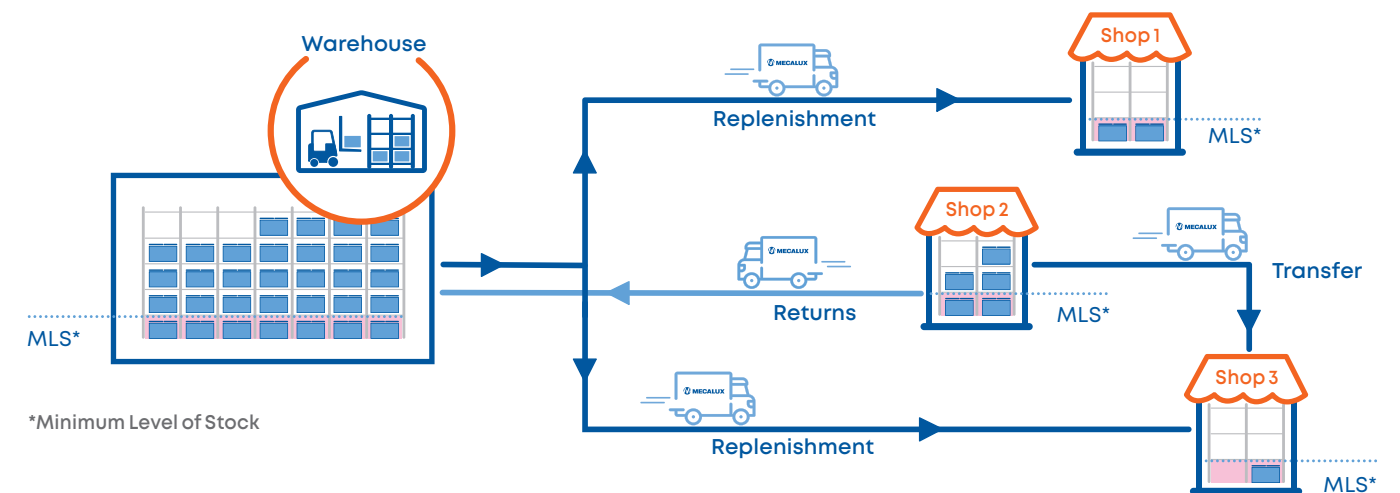 Warehouse
Shop 1
MECALUX
Replenishment
MLS*
Shop 2
MECALUX
MECALUX
Transfer
Returns
MLS*
MLS*
Shop 3
MECALUX
*Minimum Level of Stock
Replenishment
MLS*